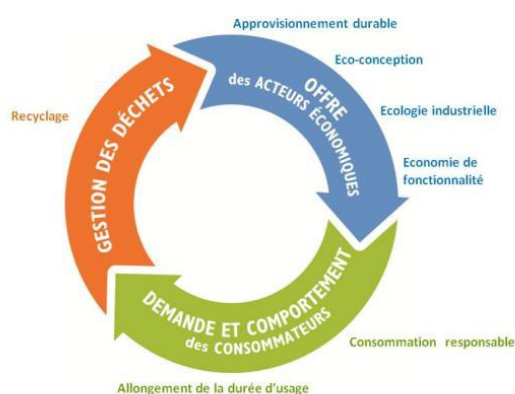 Approvisionnement durable
Eco-conception
Ecologie industrielle
Economie de
fonctionnalité
OFFRE
des ACTEURS ÉCONOMIQUES
Recyclage
GESTION DES DÉCHETS
DEMANDE ET COMPORTEMENT
des CONSOMMATEURS
Consommation responsable
Allongement de la durée d'usage